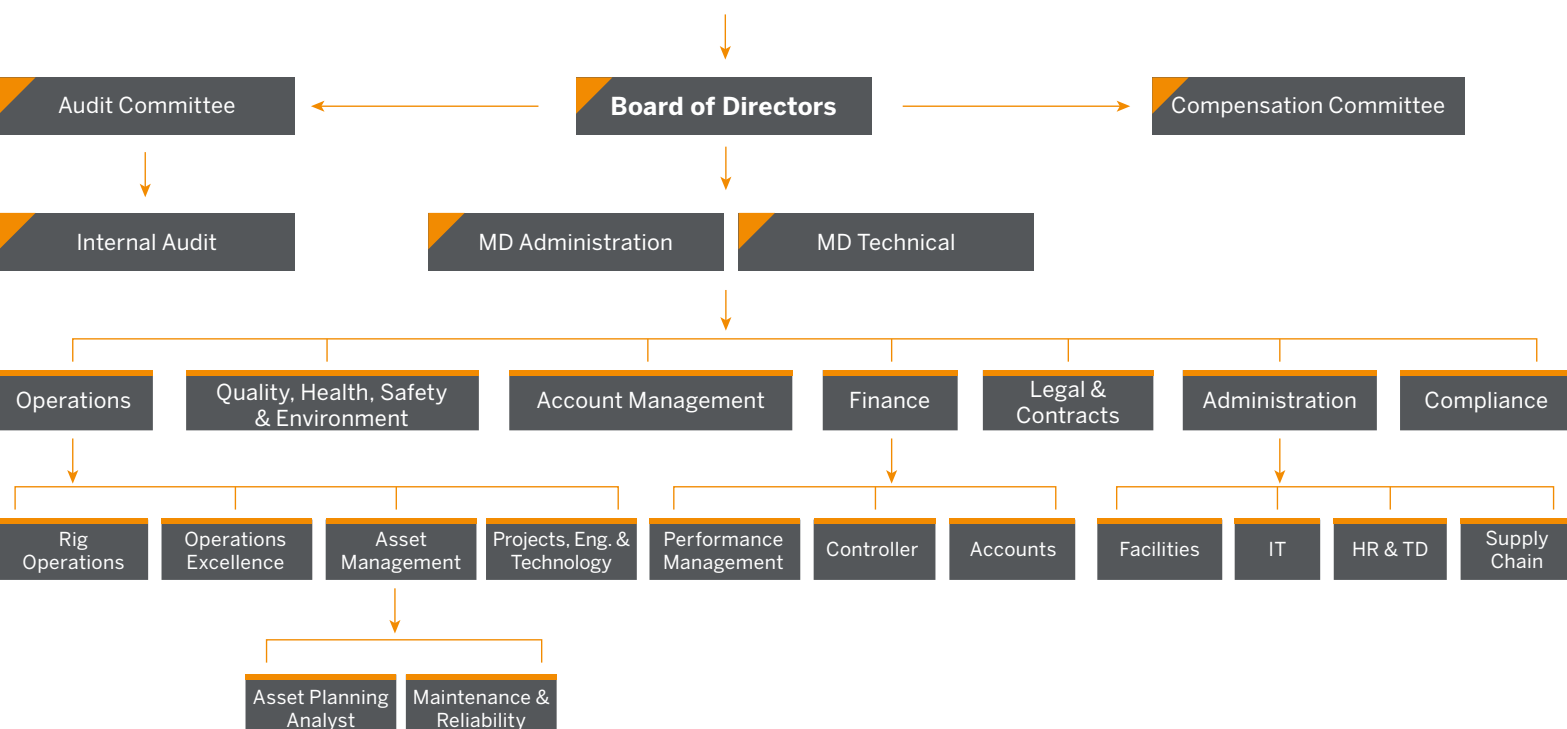 Audit Committee
Board of Directors
Compensation Committee
Internal Audit
MD Administration
MD Technical
Operations
Quality, Health, Safety
& Environment
Account Management
Finance
Legal &
Contracts
Administration
Compliance
Rig
Operations
Operations
Excellence
Asset
Management
Projects, Eng. &
Technology
Performance
Management
Controller
Accounts
Facilities
IT
HR & TD
Supply
Chain
Asset Planning
Analyst
Maintenance &
Reliability